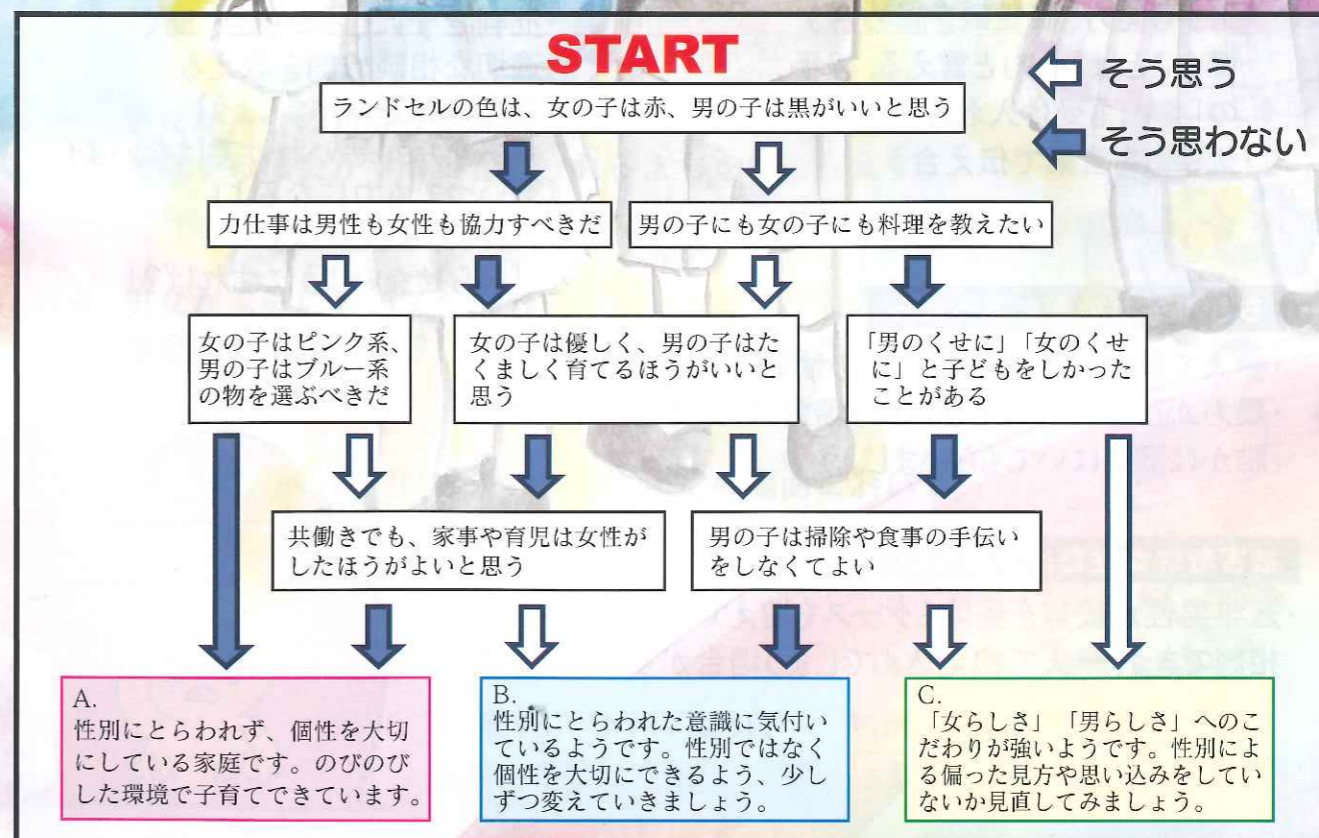 START
そう思う
そう思わない
ランドセルの色は、女の子は赤、男の子は黒がいいと思う
力仕事は男性も女性も協力すべきだ
男の子にも女の子にも料理を教えたい
女の子はピンク系、
男の子はブルー系
の物を選ぶべきだ
女の子は優しく、男の子はた
くましく育てるほうがいいと
思う
「男のくせに」「女のくせ
に」と子どもをしかった
ことがある
共働きでも、家事や育児は女性が
したほうがよいと思う
男の子は掃除や食事の手伝い
をしなくてよい
A.
性別にとらわれず、個性を大切
にしている家庭です。のびのび
した環境で子育てできています。
B.
性別にとらわれた意識に気付い
ているようです。性別ではなく
個性を大切にできるよう、少し
ずつ変えていきましょう。
C.
「女らしさ」「男らしさ」へのこ
だわりが強いようです。性別によ
る偏った見方や思い込みをしてい
ないか見直してみましょう。